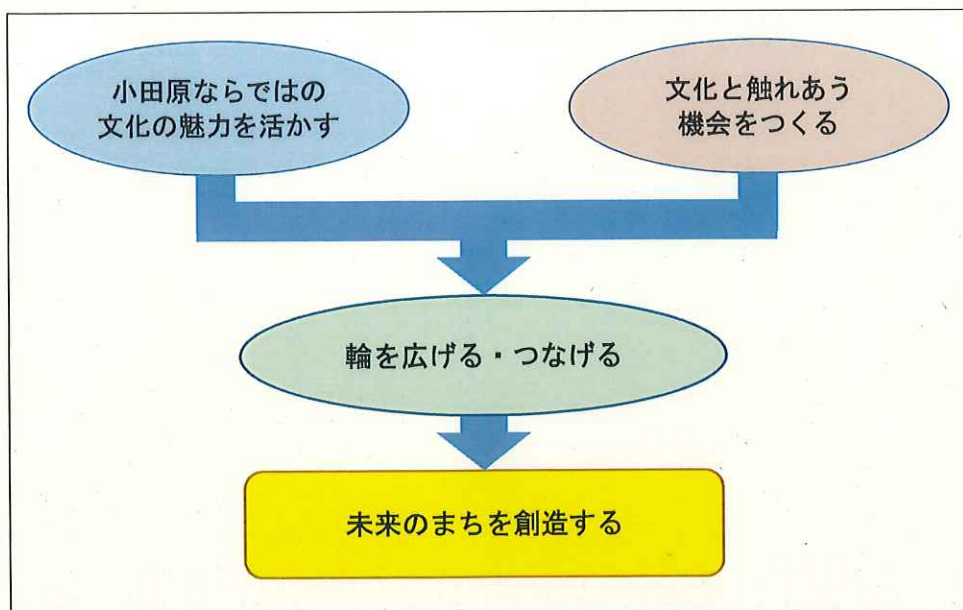 小田原ならではの
文化の魅力を活かす
文化と触れあう
機会をつくる
輪を広げる・つなげる
未来のまちを創造する